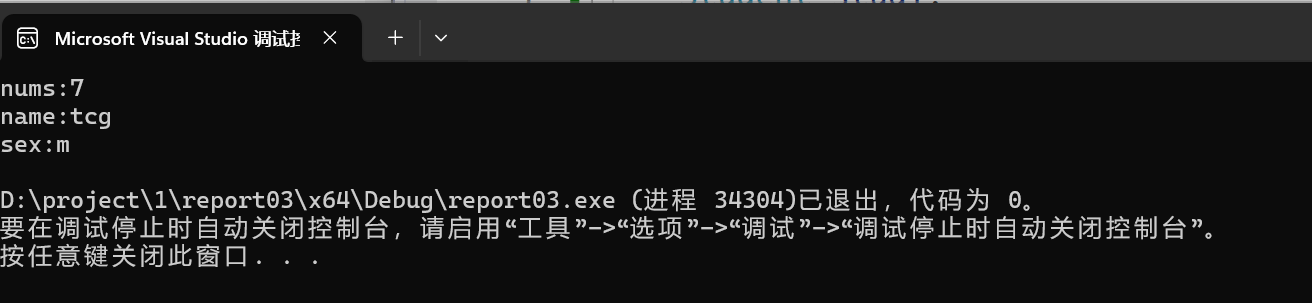 Microsoft Visual Studio 调试
nums:7
name:tcg
sex:m
D:\project\1\report03\x64\Debug\report03.exe (进程 34304)已退出，代码为 0。
要在调试停止时自动关闭控制台，请启用“工具”->“选项”->“调试”->“调试停止时自动关闭控制台”。
按任意键关闭此窗口. . .